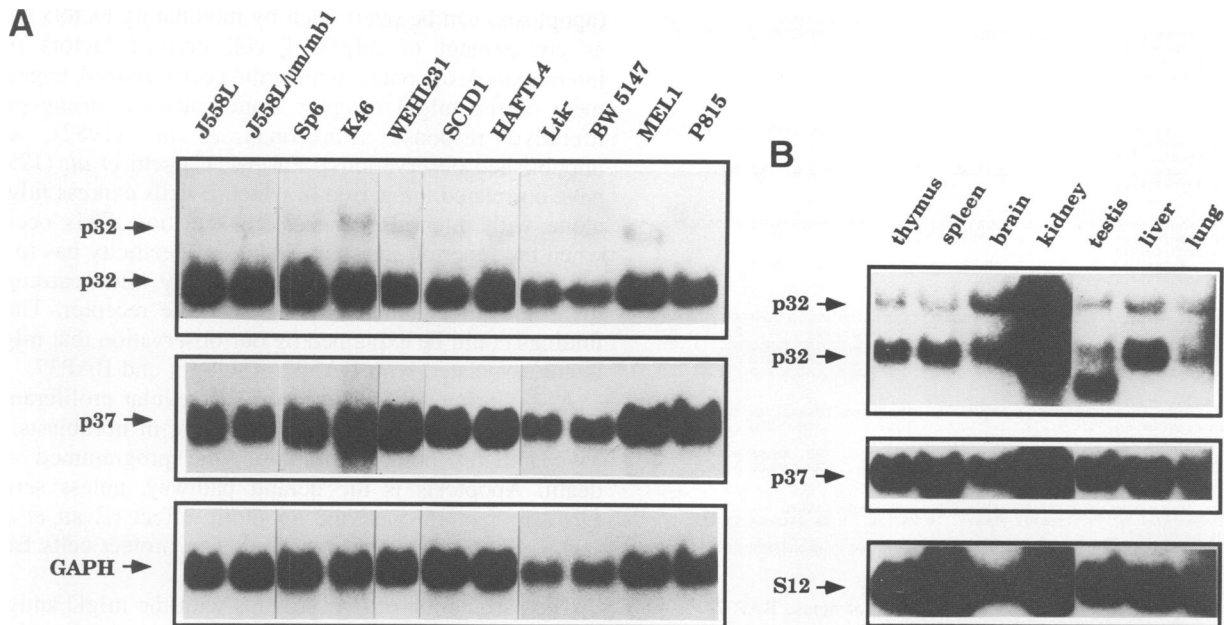 A
J558L
J558L/µm/mb1
Sp6
K46
WEHI231
SCID1
HAFTL4
Ltk
BW 5147
MEL1
P815
p32
p32
p37
GAPH
B
thymus
spleen
brain
kidney
testis
liver
lung
p32
p32
p37
S12